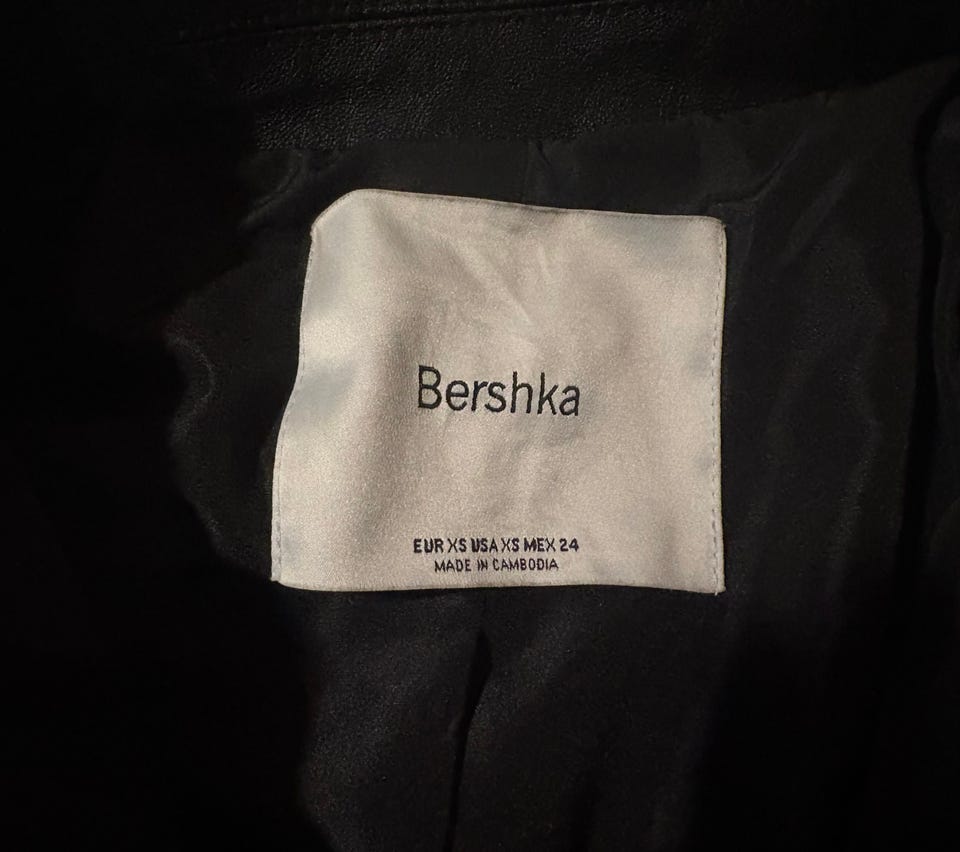 Bershka
EUR XS USA XS MEX 24
MADE IN CAMBODIA